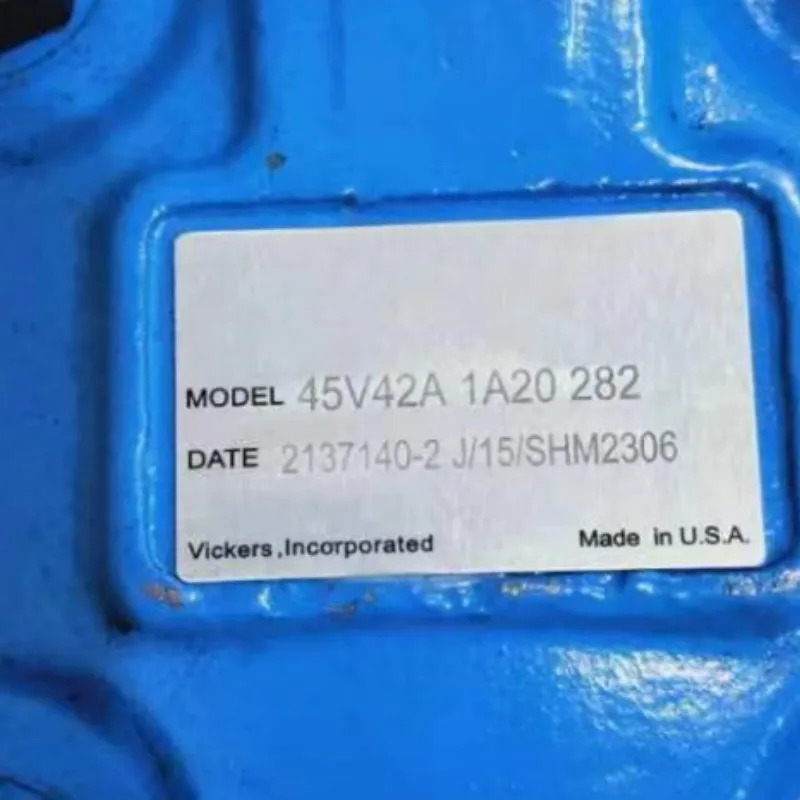 MODEL 45V42A 1A20 282
DATE 2137140-2 J/15/SHM2306
Vickers ,Incorporated Made in U.S.A.